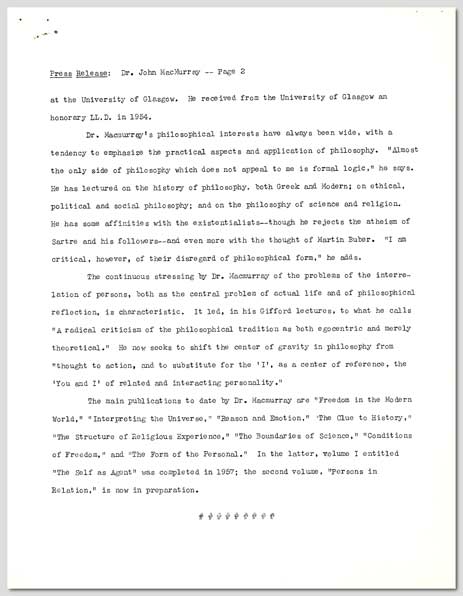 Press Release: Dr. John MacMurray -- Page 2
at the University of Glasgow. He received from the University of Glasgow an
honorary LL.D. in 1954.
Dr. Macmurray's philosophical interests have always been wide, with a
tendency to emphasize the practical aspects and application of philosophy. "Almost
the only side of philosophy which does not appeal to me is formal logic," he says.
He has lectured on the history of philosophy, both Greek and Modern; on ethical,
political and social philosophy; and on the philosophy of science and religion.
He has some affinities with the existentialists--though he rejects the atheism of
Sartre and his followers--and even more with the thought of Martin Buber. "I am
critical, however, of their disregard of philosophical form," he adds.
The continuous stressing by Dr. Macmurray of the problems of the interre-
lation of persons, both as the central problem of actual life and of philosophical
reflection, is characteristic. It led, in his Gifford lectures, to what he calls
"A radical criticism of the philosophical tradition as both egocentric and merely
theoretical." He now seeks to shift the center of gravity in philosophy from
"thought to action, and to substitute for the 'I', as a center of reference, the
'You and I' of related and interacting personality."
The main publications to date by Dr. Macmurray are "Freedom in the Modern
World," "Interpreting the Universe," "Reason and Emotion," "The Clue to History,"
"The Structure of Religious Experience," "The Boundaries of Science," "Conditions
of Freedom," and "The Form of the Personal." In the latter, volume I entitled
"The Self as Agent" was completed in 1957; the second volume, "Persons in
Relation," is now in preparation.
# # # # # # # # #